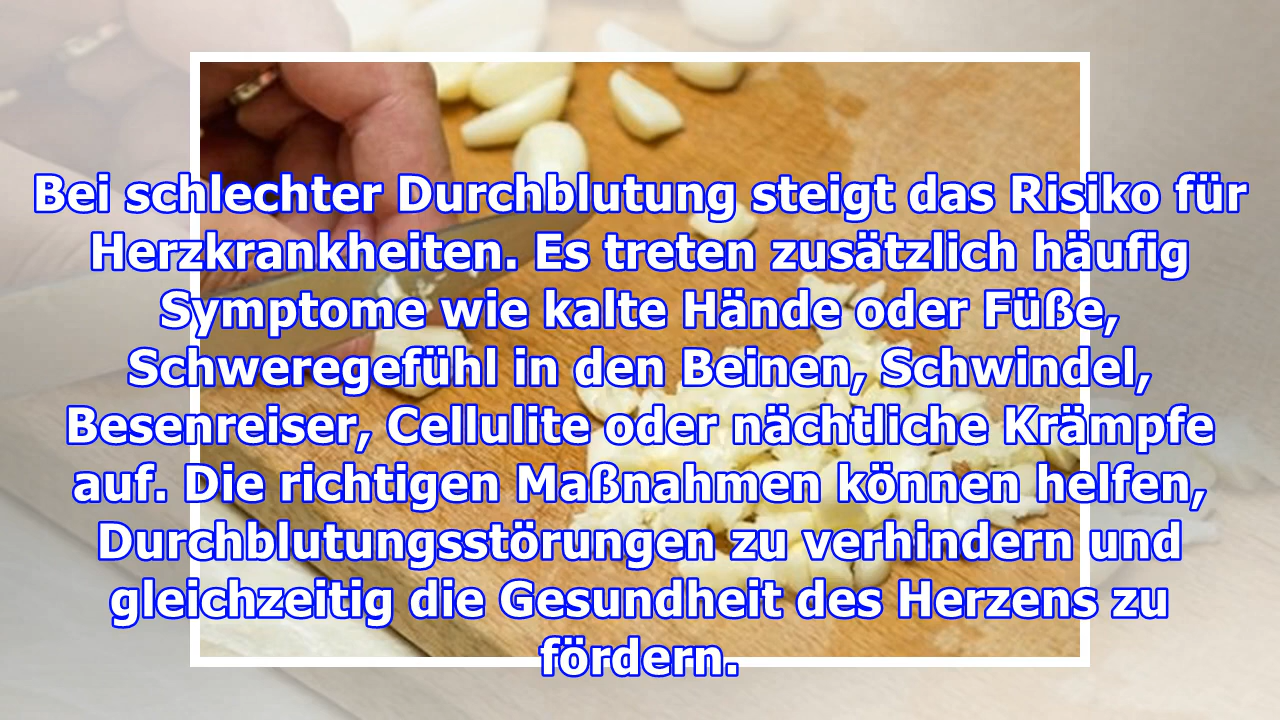 Bei schlechter Durchblutung steigt das Risiko für
Herzkrankheiten. Es treten zusätzlich häufig
Symptome wie kalte Hände oder Füße,
Schweregefühl in den Beinen, Schwindel,
Besenreiser, Cellulite oder nächtliche Krämpfe
auf. Die richtigen Maßnahmen können helfen,
Durchblutungsstörungen zu verhindern und
gleichzeitig die Gesundheit des Herzens zu
fördern.